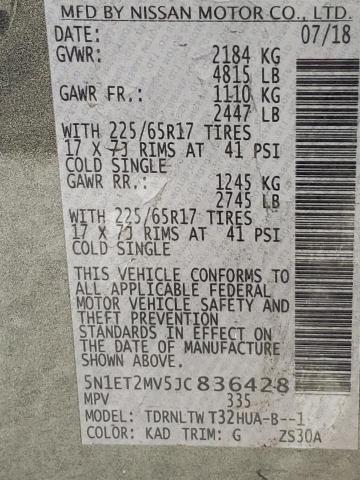 MFD BY NISSAN MOTOR CO., LTD.
DATE: 07/18
GVWR: 2184 KG
4815 LB
GAWR FR.: 1110 KG
2447 LB
WITH 225/65R17 TIRES
17 X 7J RIMS AT 41 PSI
COLD SINGLE
GAWR RR.: 1245 KG
2745 LB
WITH 225/65R17 TIRES
17 X 7J RIMS AT 41 PSI
COLD SINGLE
THIS VEHICLE CONFORMS TO
ALL APPLICABLE FEDERAL
MOTOR VEHICLE SAFETY AND
THEFT PREVENTION
STANDARDS IN EFFECT ON
THE DATE OF MANUFACTURE
SHOWN ABOVE.
5N1ET2MV5JC836428
MPV 335
MODEL: TDRNLTW T32HUA-B--1
COLOR: KAD TRIM: G ZS30A